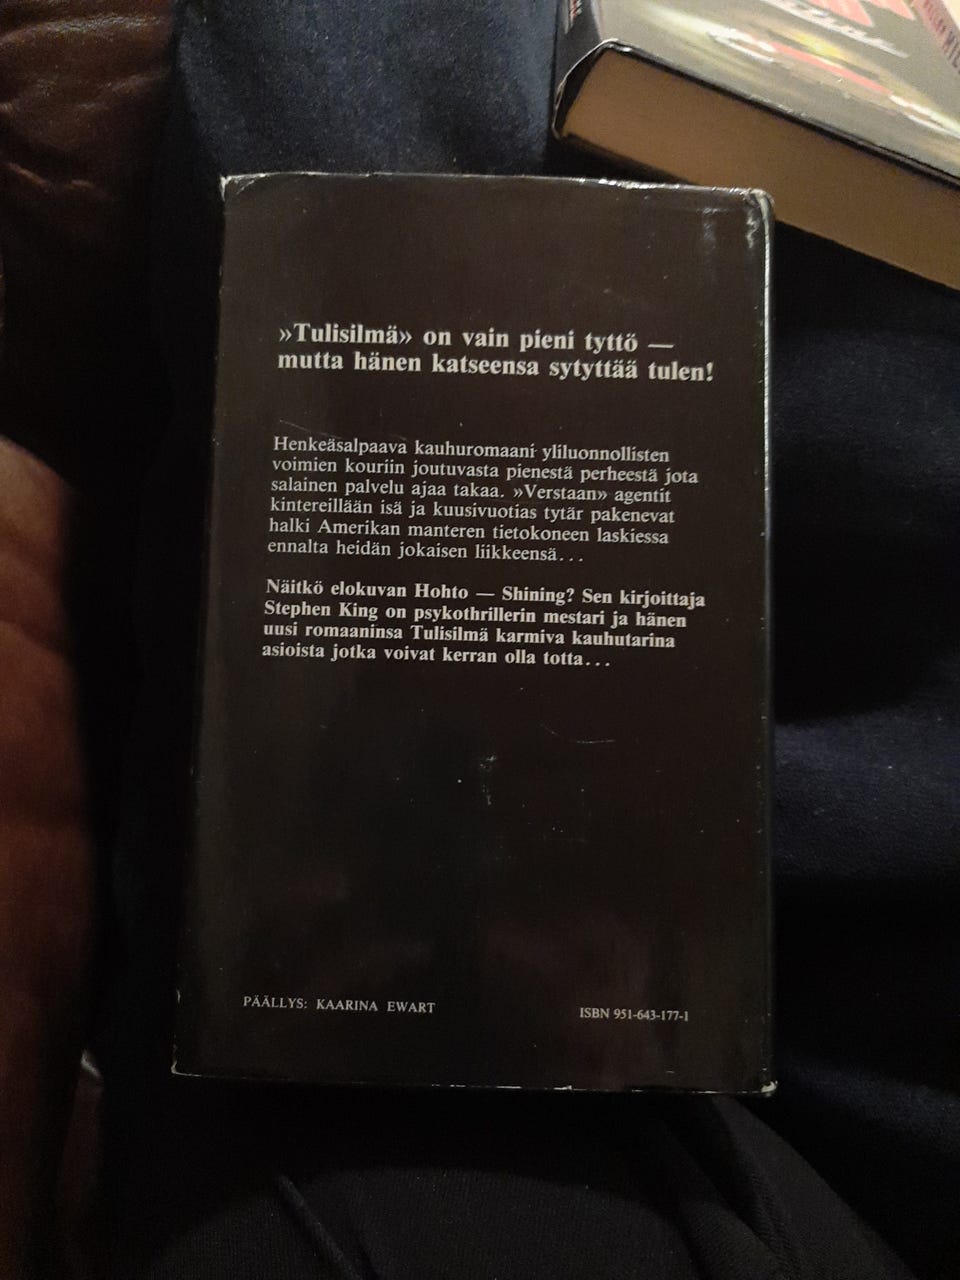 »Tulisilmä» on vain pieni tyttö —
mutta hänen katseensa sytyttää tulen!
Henkeäsalpaava kauhuromaani yliluonnollisten
voimien kouriin joutuvasta pienestä perheestä jota
salainen palvelu ajaa takaa. »Verstaan» agentit
kintereillään isä ja kuusivuotias tytär pakenevat
halki Amerikan manteren tietokoneen laskiessa
ennalta heidän jokaisen liikkeensä...
Näitkö elokuvan Hohto — Shining? Sen kirjoittaja
Stephen King on psykothrillerin mestari ja hänen
uusi romaaninsa Tulisilmä karmiva kauhutarina
asioista jotka voivat kerran olla totta...
PÄÄLLYS: KAARINA EWART
ISBN 951-643-177-1